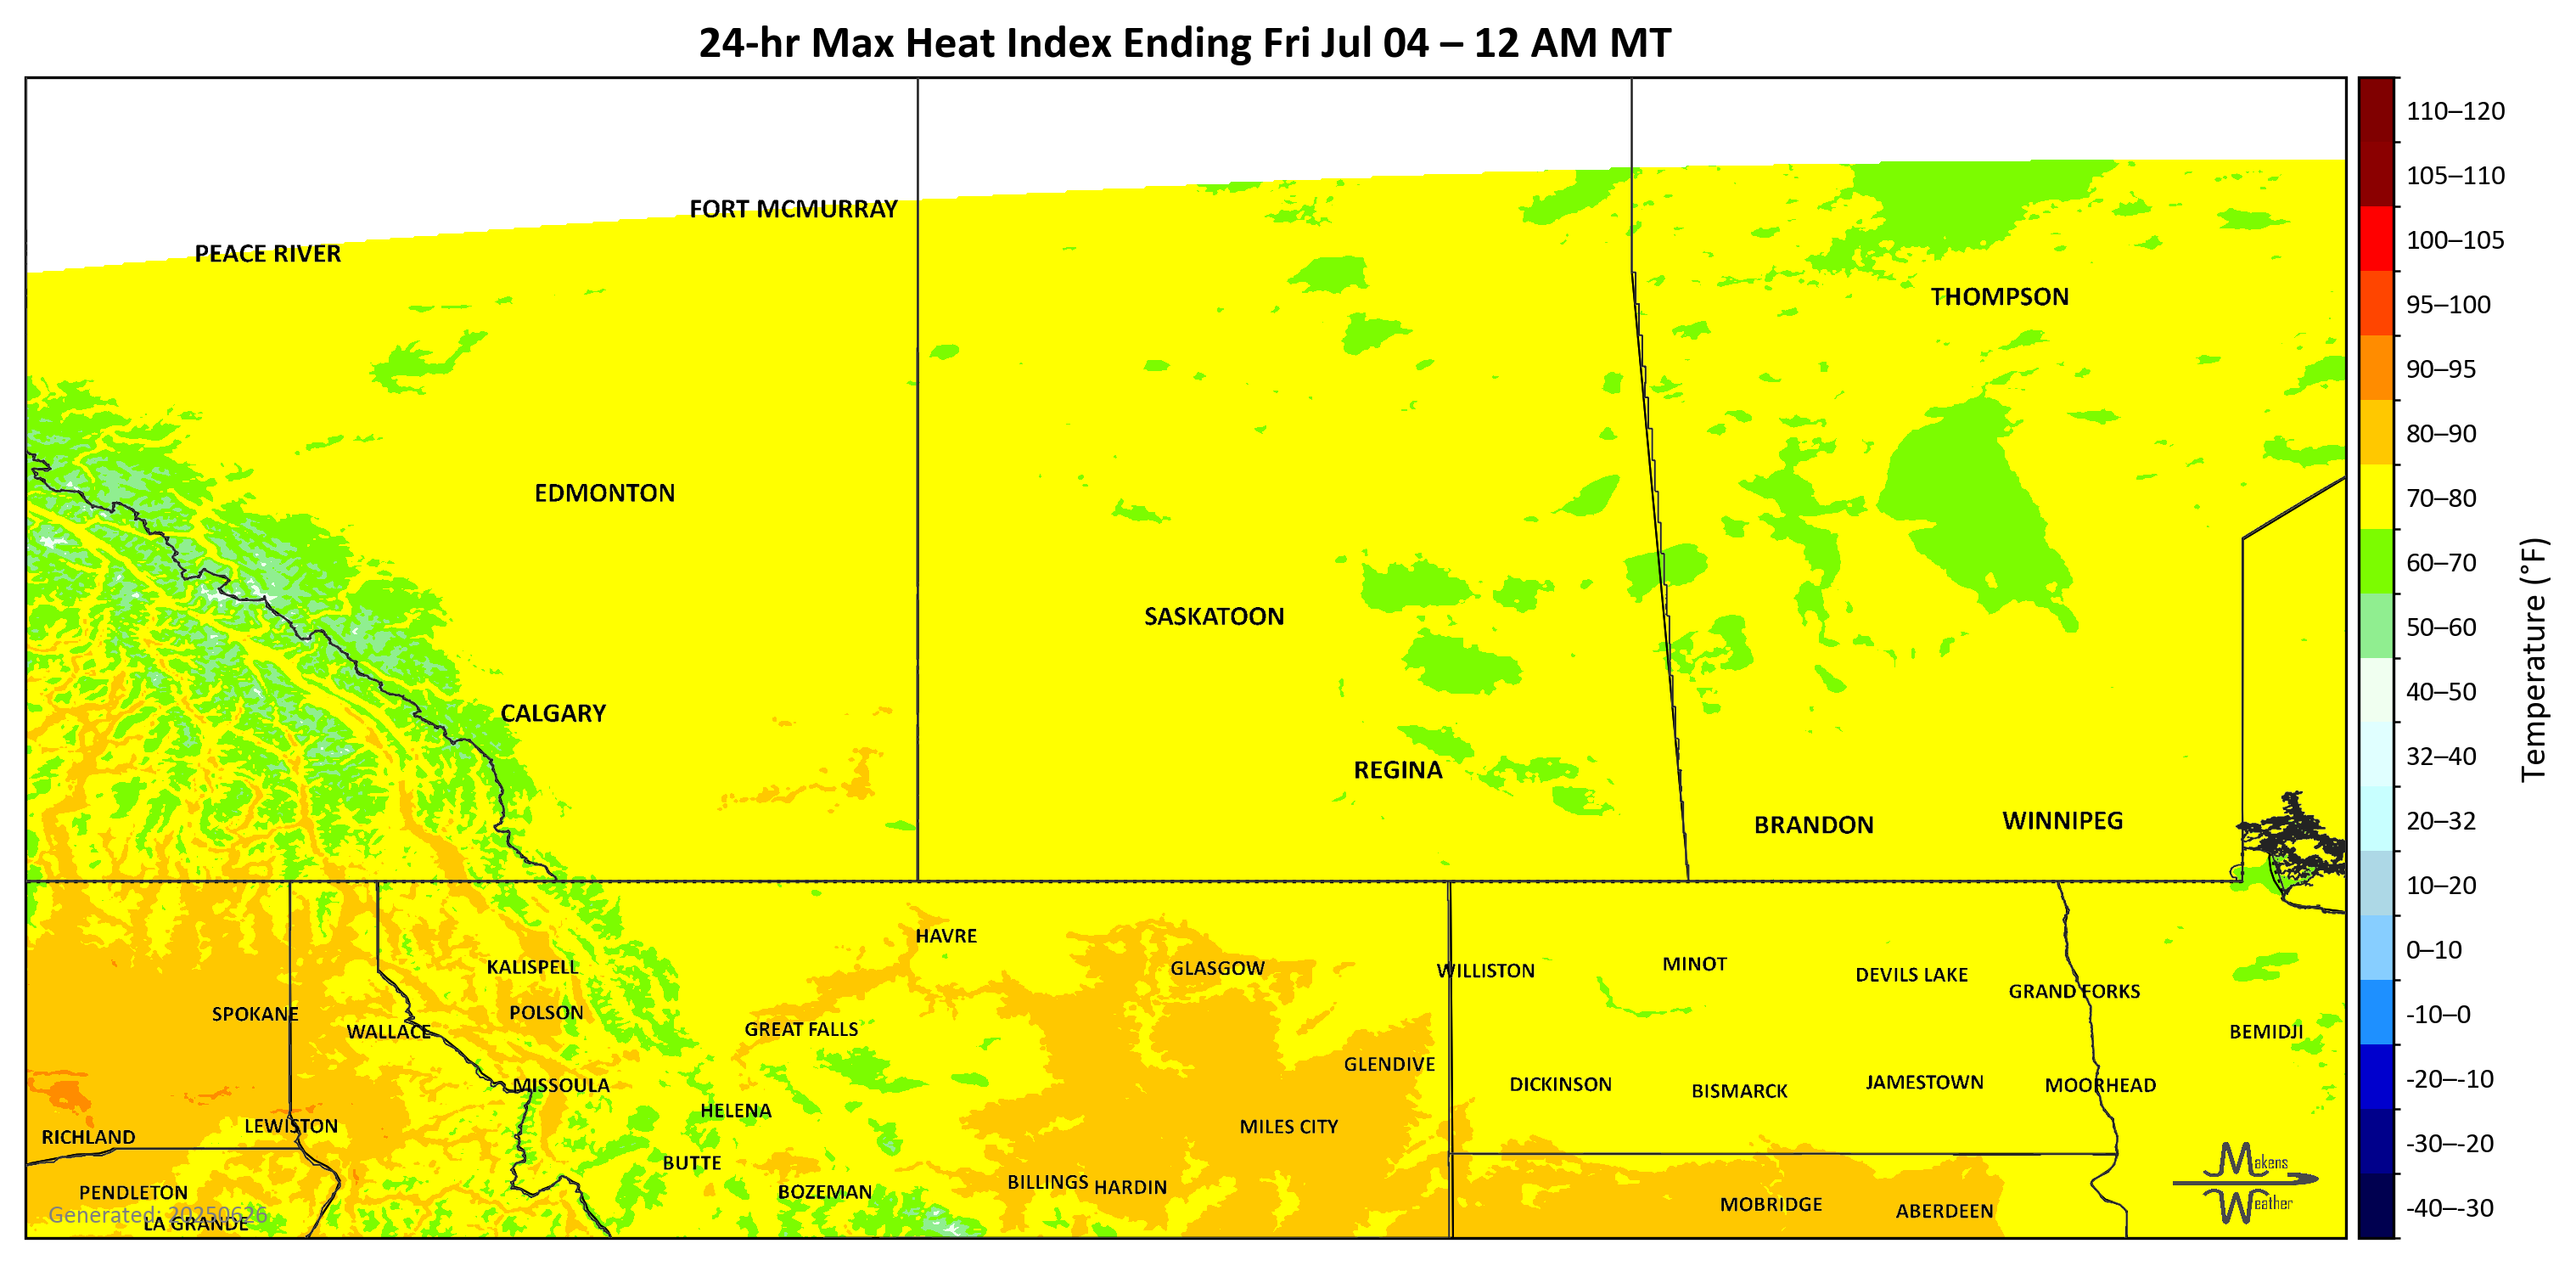 24-hr Max Heat Index Ending Fri Jul 04 – 12 AM MT
110–120
105–110
100–105
95–100
90–95
80–90
70–80
60–70
50–60
40–50
32–40
20–32
10–20
0–10
-10–0
-20–-10
-30–-20
-40–-30
Temperature (°F)
FORT MCMURRAY
PEACE RIVER
THOMPSON
EDMONTON
SASKATOON
CALGARY
REGINA
BRANDON
WINNIPEG
HAVRE
KALISPELL
GLASGOW
WILLISTON
MINOT
DEVILS LAKE
GRAND FORKS
SPOKANE
POLSON
WALLACE
GREAT FALLS
BEMIDJI
GLENDIVE
MISSOULA
DICKINSON
BISMARCK
JAMESTOWN
MOORHEAD
HELENA
LEWISTON
MILES CITY
RICHLAND
BUTTE
BILLINGS
HARDIN
PENDLETON
BOZEMAN
MOBRIDGE
ABERDEEN
LA GRANDE
Generated: 20250626
Makens
Weather